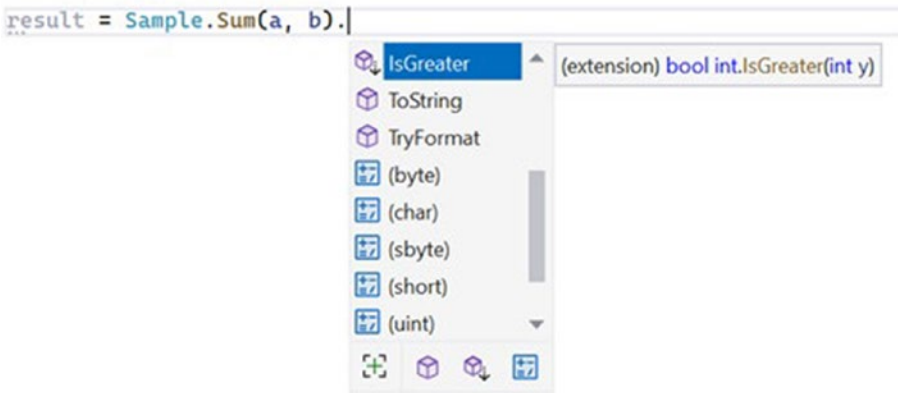 result = Sample.Sum(a, b).
IsGreater
(extension) bool int.IsGreater(int y)
ToString
TryFormat
(byte)
(char)
(sbyte)
(short)
(uint)